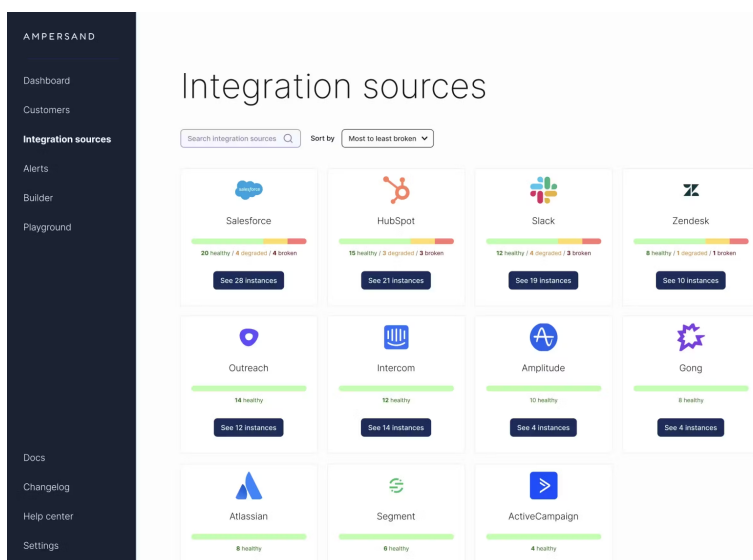 AMPERSAND
Dashboard
Customers
Integration sources
Alerts
Builder
Playground
Docs
Changelog
Help center
Settings
Integration sources
Search integration sources
Sort by
Most to least broken
salesforce
Salesforce
20 healthy / 4 degraded / 4 broken
See 28 instances
HubSpot
15 healthy / 3 degraded / 3 broken
See 21 instances
Slack
12 healthy / 4 degraded / 3 broken
See 19 instances
Zendesk
8 healthy / 1 degraded / 1 broken
See 10 instances
Outreach
14 healthy
See 12 instances
Intercom
12 healthy
See 14 instances
Amplitude
10 healthy
See 4 instances
Gong
8 healthy
See 4 instances
Atlassian
8 healthy
Segment
6 healthy
ActiveCampaign
4 healthy